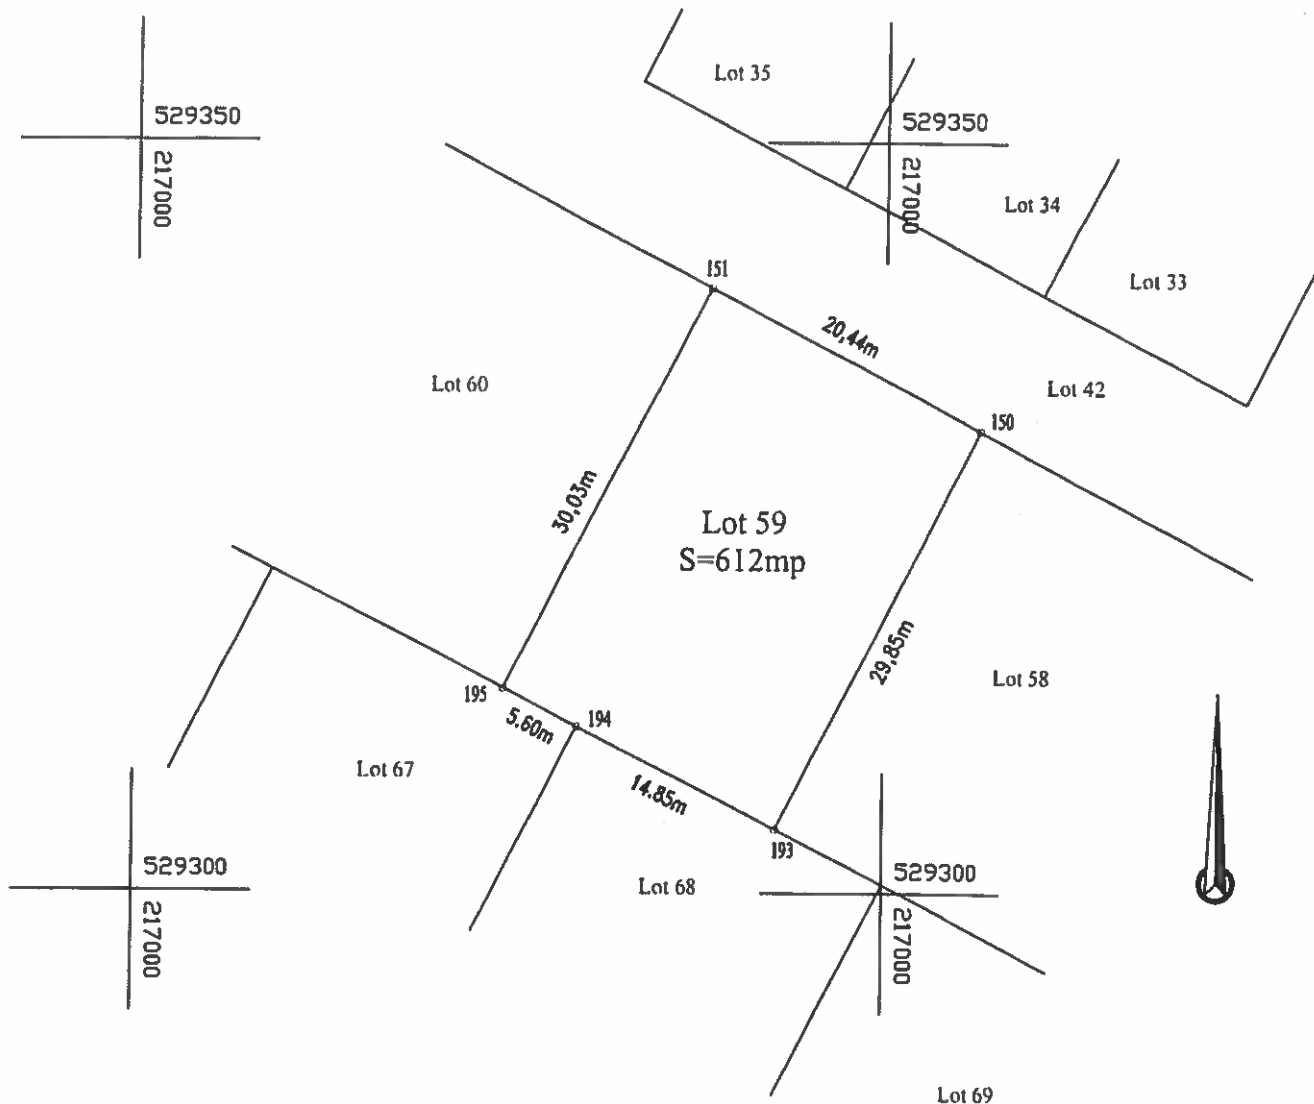 Lot 35
529350
217000
529350
217000
Lot 34
Lot 33
151
20,44m
Lot 60
Lot 42
150
30,03m
Lot 59
S=612mp
29,85m
195
5.60m
194
Lot 58
Lot 67
14.85m
193
529300
217000
Lot 68
529300
217000
Lot 69